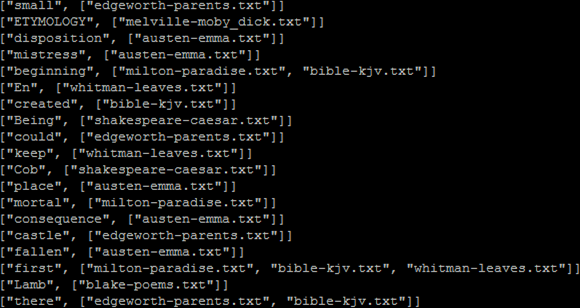 ["small", ["edgeworth-parents.txt"]]
["ETYMOLOGY", ["melville-moby_dick.txt"]]
["disposition", ["austen-emma.txt"]]
["mistress", ["austen-emma.txt"]]
["beginning", ["milton-paradise.txt", "bible-kjv.txt"]]
["En", ["whitman-leaves.txt"]]
["created", ["bible-kjv.txt"]]
["Being", ["shakespeare-caesar.txt"]]
["could", ["edgeworth-parents.txt"]]
["keep", ["whitman-leaves.txt"]]
["Cob", ["shakespeare-caesar.txt"]]
["place", ["austen-emma.txt"]]
["mortal", ["milton-paradise.txt"]]
["consequence", ["austen-emma.txt"]]
["castle", ["edgeworth-parents.txt"]]
["fallen", ["austen-emma.txt"]]
["first", ["milton-paradise.txt", "bible-kjv.txt", "whitman-leaves.txt"]]
["Lamb", ["blake-poems.txt"]]
["there", ["edgeworth-parents.txt", "bible-kjv.txt"]]